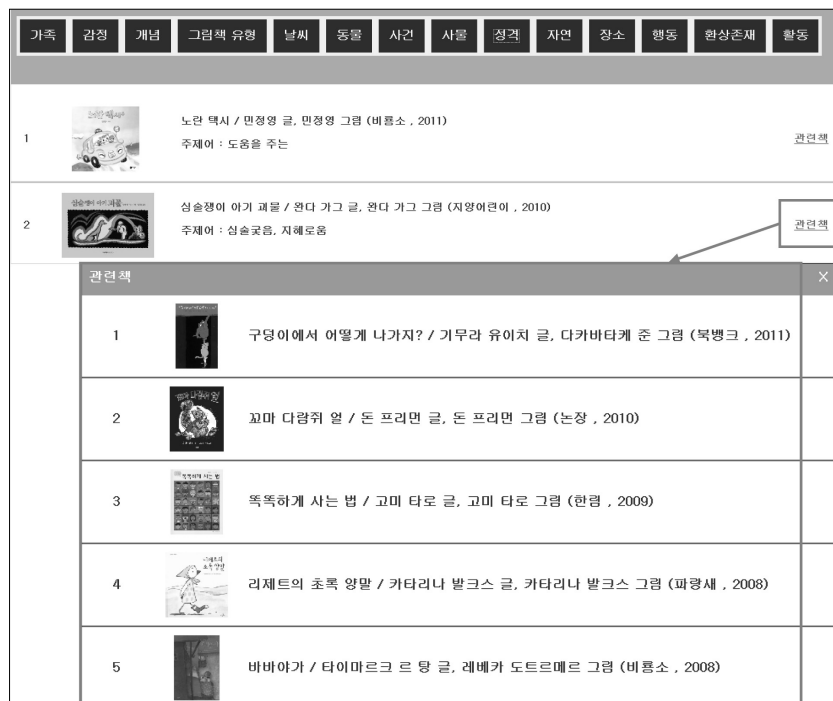 가족 감정 개념 그림책 유형 날씨 동물 사건 사물 성격 자연 장소 행동 환상존재 활동
노란 택시 / 민정영 글, 민정영 그림 (비룡소 , 2011)
1
관련책
주제어 : 도움을 주는
심술쟁이 아기 괴물 / 완다 가그 글, 완다 가그 그림 (지양어린이 , 2010)
2
관련책
주제어 : 심술궂음, 지혜로움
관련책 X
1 구덩이에서 어떻게 나가지? / 기무라 유이치 글, 다카바타케 준 그림 (북뱅크 , 2011)
2 꼬마 다람쥐 얼 / 돈 프리먼 글, 돈 프리먼 그림 (논장 , 2010)
3 똑똑하게 사는 법 / 고미 타로 글, 고미 타로 그림 (한림 , 2009)
4 리제트의 초록 양말 / 카타리나 발크스 글, 카타리나 발크스 그림 (파랑새 , 2008)
5 바바야가 / 타이마르크 르 탕 글, 레베카 도트르메르 그림 (비룡소 , 2008)